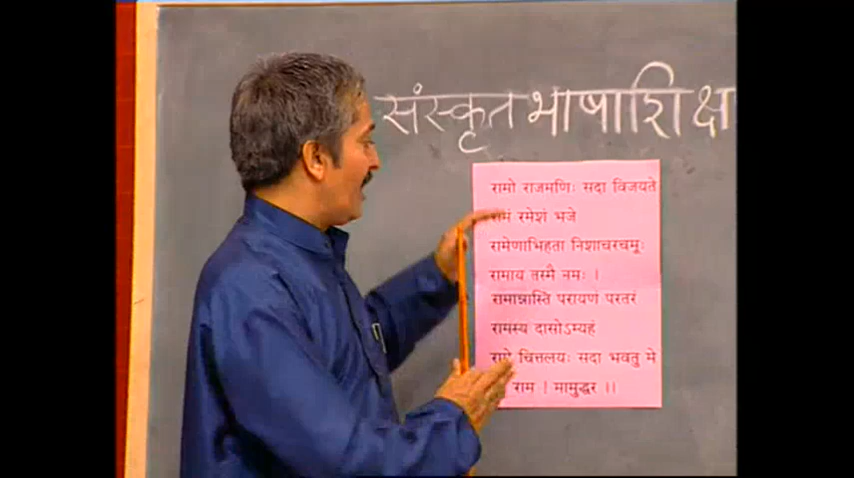 संस्कृतभाषाशिक्ष
रामो राजमणिः सदा विजयते
रामं रमेशं भजे
रामेणाभिहता निशाचरचमूः
रामाय तस्मै नमः ।
रामान्नास्ति परायणं परतरं
रामस्य दासोऽम्यहं
रामे चित्तलयः सदा भवतु मे
राम ! मामुद्धर ।।